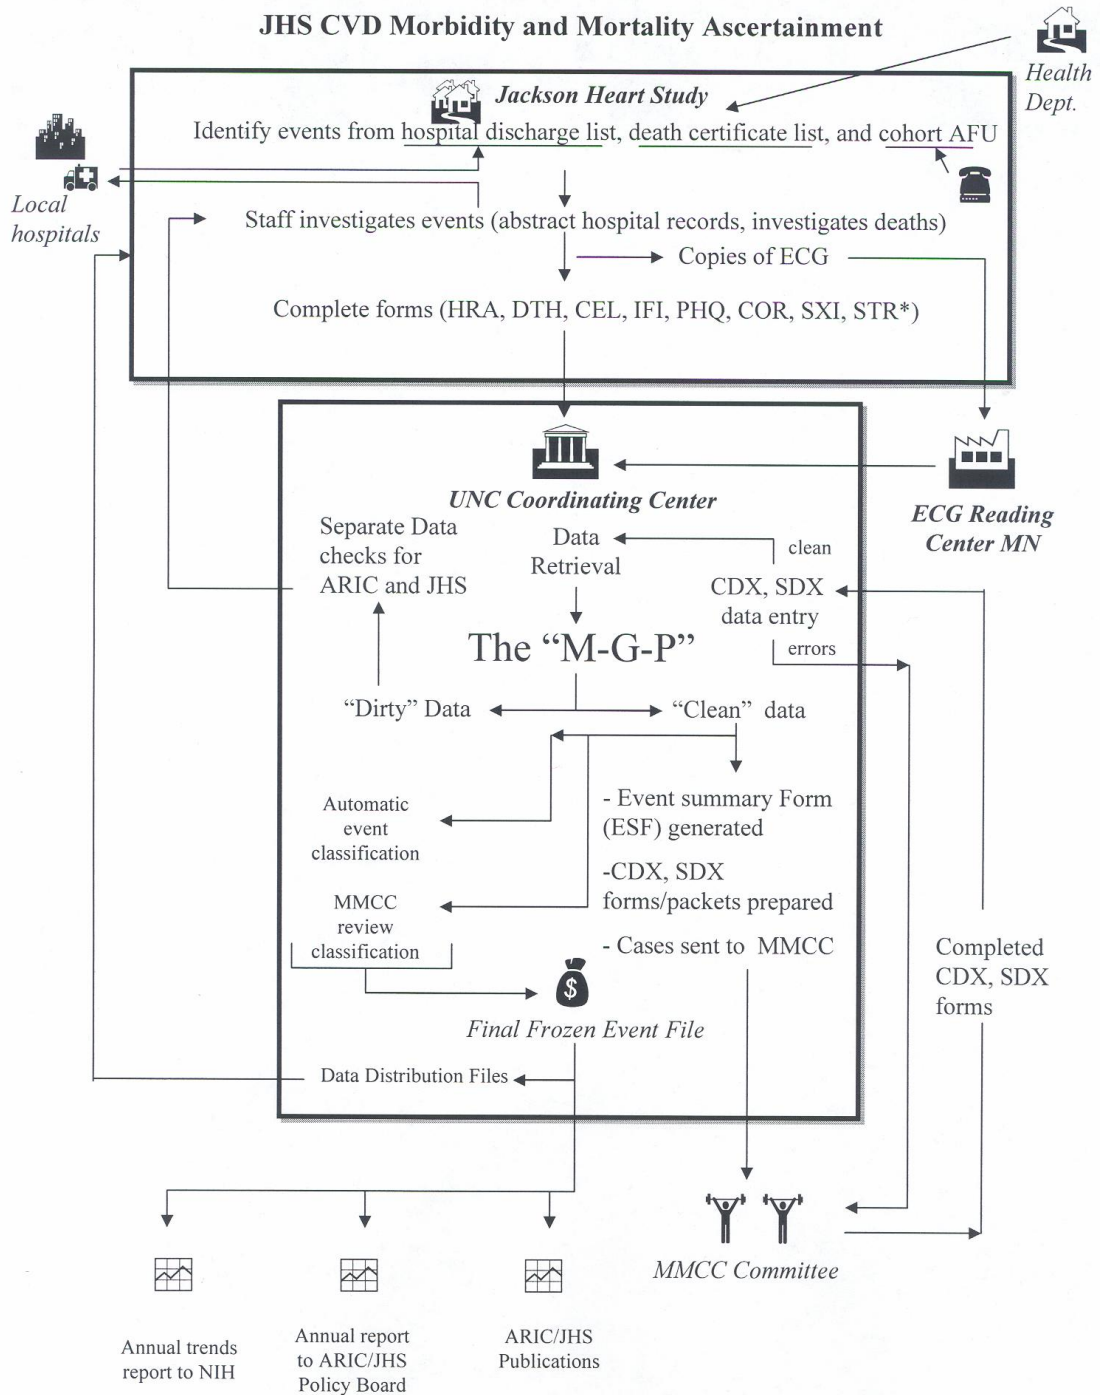 JHS CVD Morbidity and Mortality Ascertainment
Health
Dept.
Jackson Heart Study
Identify events from hospital discharge list, death certificate list, and cohort AFU
Local
hospitals
Staff investigates events (abstract hospital records, investigates deaths)
Copies of ECG
Complete forms (HRA, DTH, CEL, IFI, PHQ, COR, SXI, STR*)
UNC Coordinating Center
ECG Reading
Center MN
Separate Data
checks for
ARIC and JHS
Data
Retrieval
clean
CDX, SDX
data entry
errors
The “M-G-P”
“Dirty” Data
“Clean” data
Automatic
event
classification
- Event summary Form
(ESF) generated
-CDX, SDX
forms/packets prepared
- Cases sent to MMCC
MMCC
review
classification
Completed
CDX, SDX
forms
$
Final Frozen Event File
Data Distribution Files
MMCC Committee
Annual trends
report to NIH
Annual report
to ARIC/JHS
Policy Board
ARIC/JHS
Publications